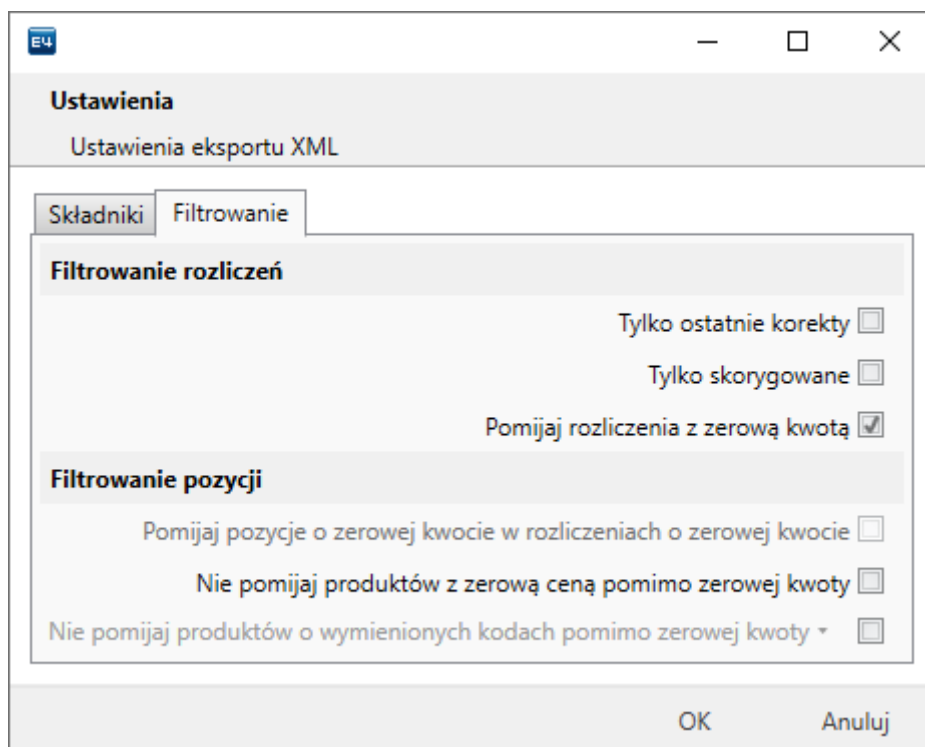 E4
Ustawienia
Ustawienia eksportu XML
Składniki Filtrowanie
Filtrowanie rozliczeń
Tylko ostatnie korekty
Tylko skorygowane
Pomijaj rozliczenia z zerową kwotą
Filtrowanie pozycji
Pomijaj pozycje o zerowej kwocie w rozliczeniach o zerowej kwocie
Nie pomijaj produktów z zerową ceną pomimo zerowej kwoty
Nie pomijaj produktów o wymienionych kodach pomimo zerowej kwoty
OK Anuluj